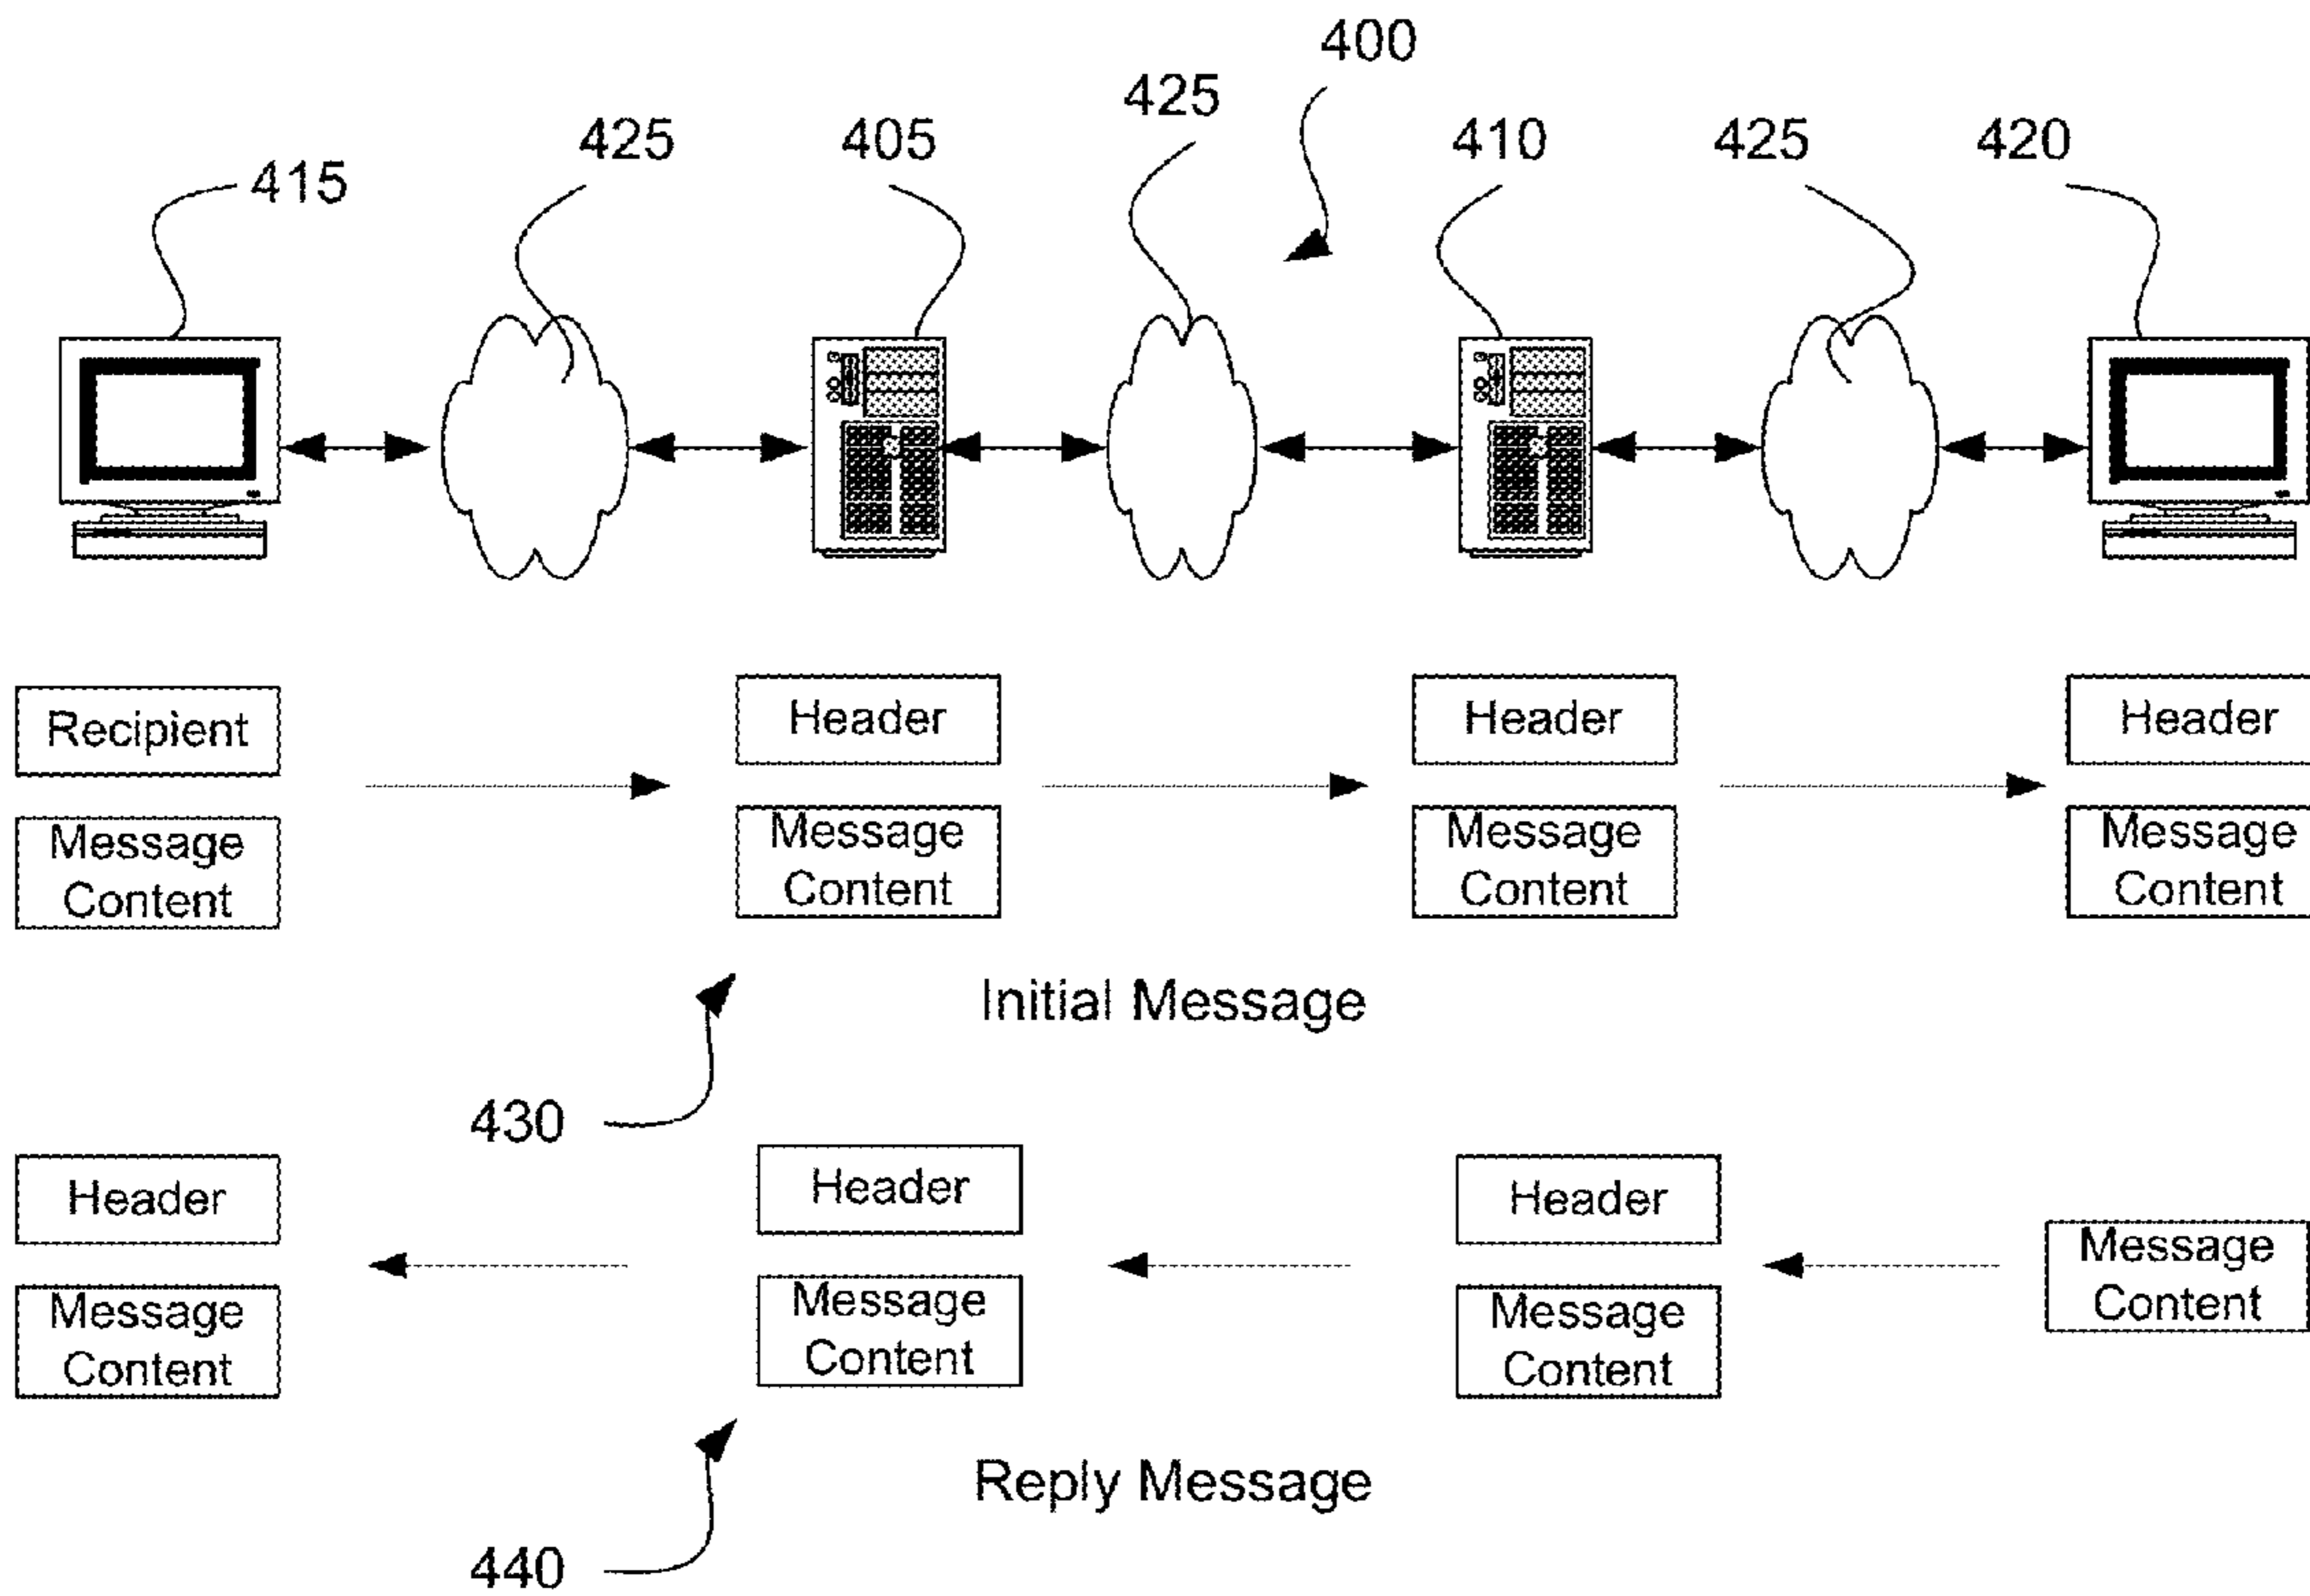 400
425
425
405
410
425
420
415
Recipient
Header
Header
Header
Message
Content
Message
Content
Message
Content
Message
Content
Initial Message
430
Header
Header
Header
Message
Content
Message
Content
Message
Content
Message
Content
Reply Message
440